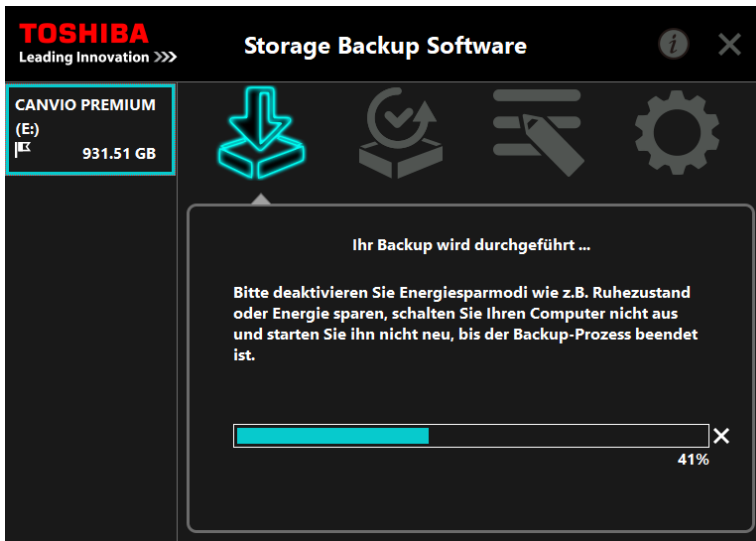 TOSHIBA
Leading Innovation >>>
Storage Backup Software
CANVIO PREMIUM
(E:)
931.51 GB
Ihr Backup wird durchgeführt ...
Bitte deaktivieren Sie Energiesparmodi wie z.B. Ruhezustand
oder Energie sparen, schalten Sie Ihren Computer nicht aus
und starten Sie ihn nicht neu, bis der Backup-Prozess beendet
ist.
41%